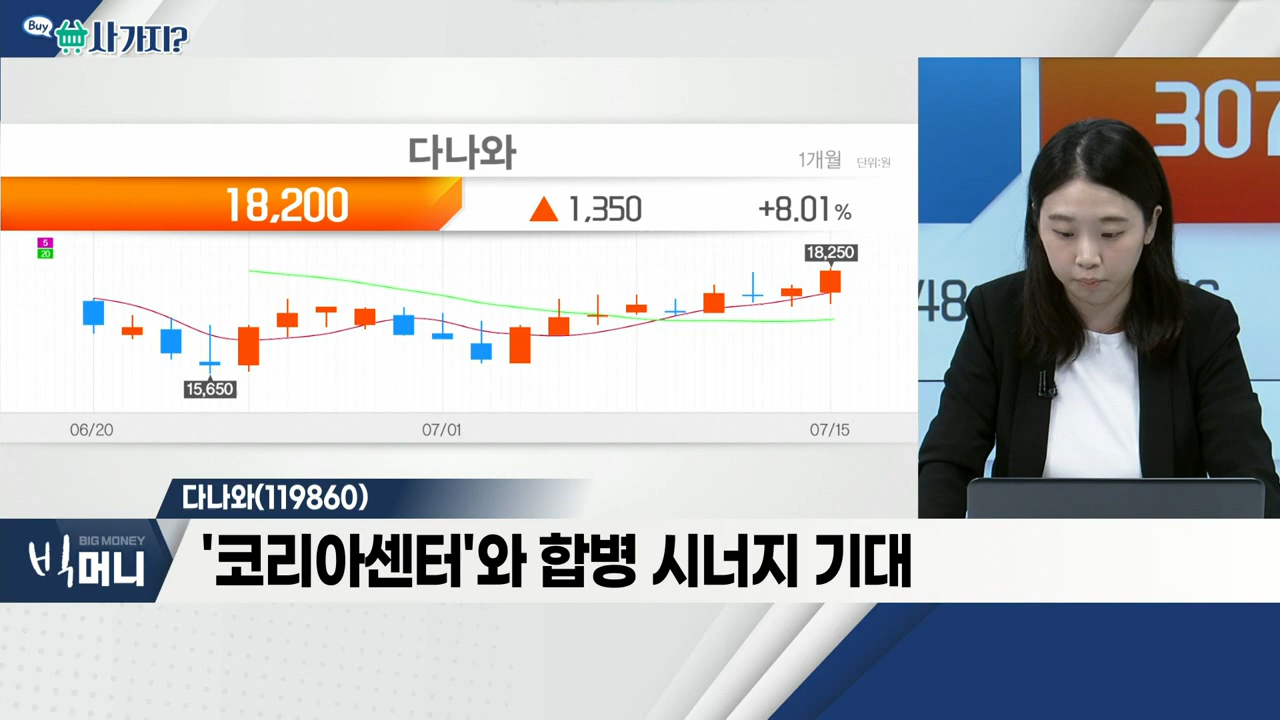 Buy
사가지?
다나와
1개월 단위:원
18,200 ▲ 1,350 +8.01%
5
20
18,250
15,650
06/20 07/01 07/15
307
48
다나와(119860)
BIG MONEY
빅머니
'코리아센터'와 합병 시너지 기대